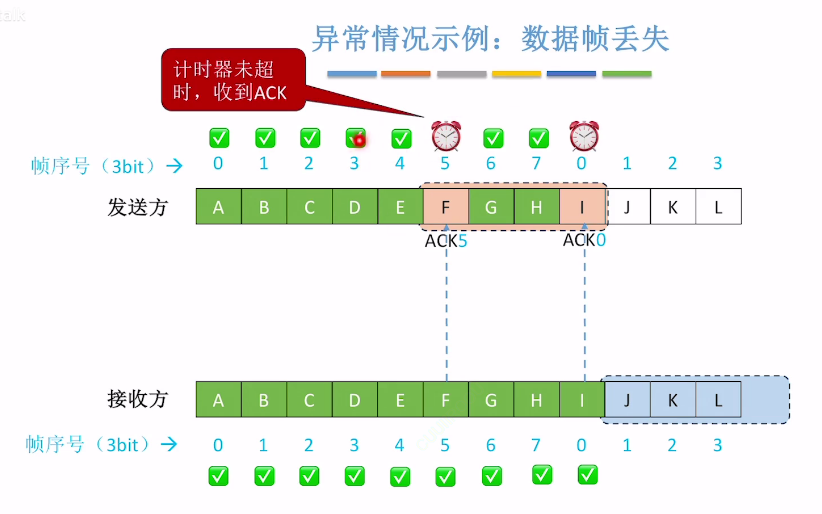 talk
异常情况示例：数据帧丢失
计时器未超
时，收到ACK
帧序号（3bit）→ 0 1 2 3 4 5 6 7 0 1 2 3
发送方 A B C D E F G H I J K L
ACK5 ACK0
接收方 A B C D E F G H I J K L
帧序号（3bit）→ 0 1 2 3 4 5 6 7 0 1 2 3